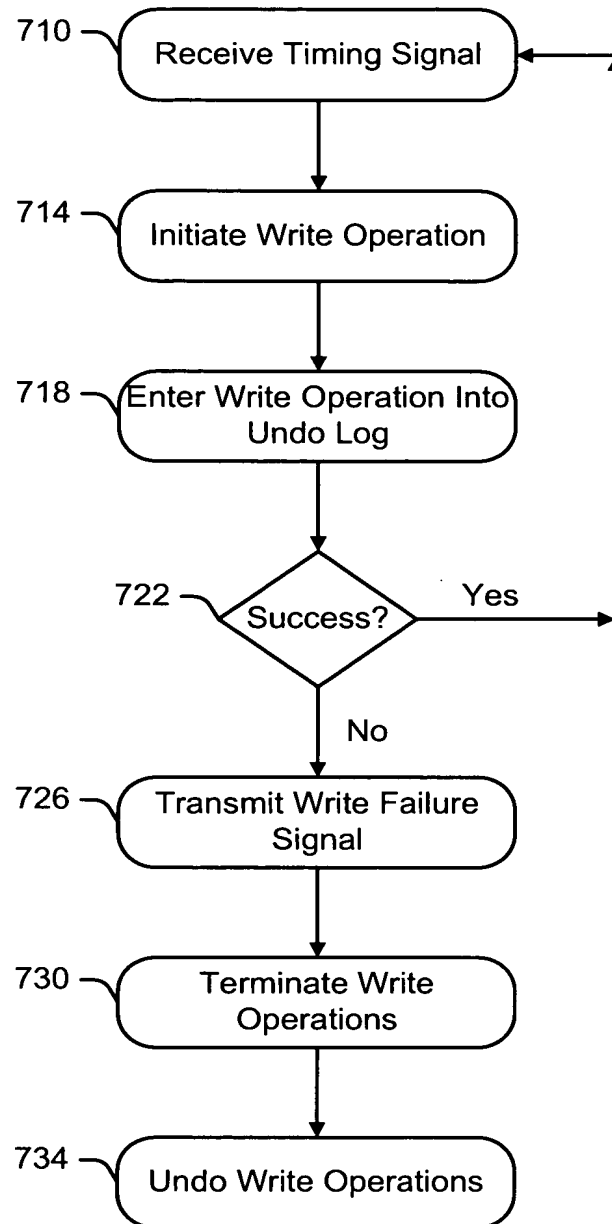 710
Receive Timing Signal
714
Initiate Write Operation
718
Enter Write Operation Into
Undo Log
722
Success?
Yes
No
726
Transmit Write Failure
Signal
730
Terminate Write
Operations
734
Undo Write Operations